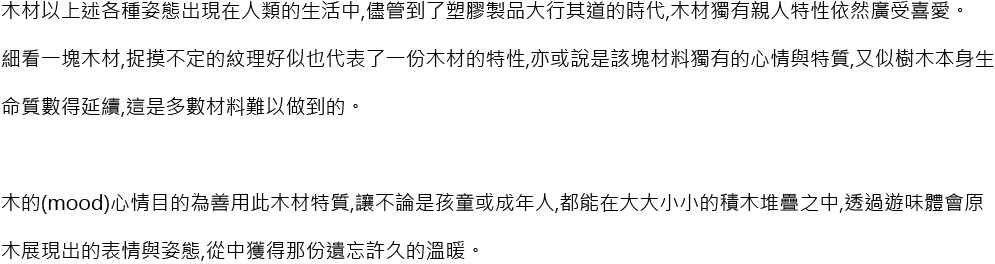 木材以上述各種姿態出現在人類的生活中,儘管到了塑膠製品大行其道的時代,木材獨有親人特性依然廣受喜愛。
細看一塊木材,捉摸不定的紋理好似也代表了一份木材的特性,亦或說是該塊材料獨有的心情與特質,又似樹木本身生
命質數得延續,這是多數材料難以做到的。
木的(mood)心情目的為善用此木材特質,讓不論是孩童或成年人,都能在大大小小的積木堆疊之中,透過遊味體會原
木展現出的表情與姿態,從中獲得那份遺忘許久的溫暖。